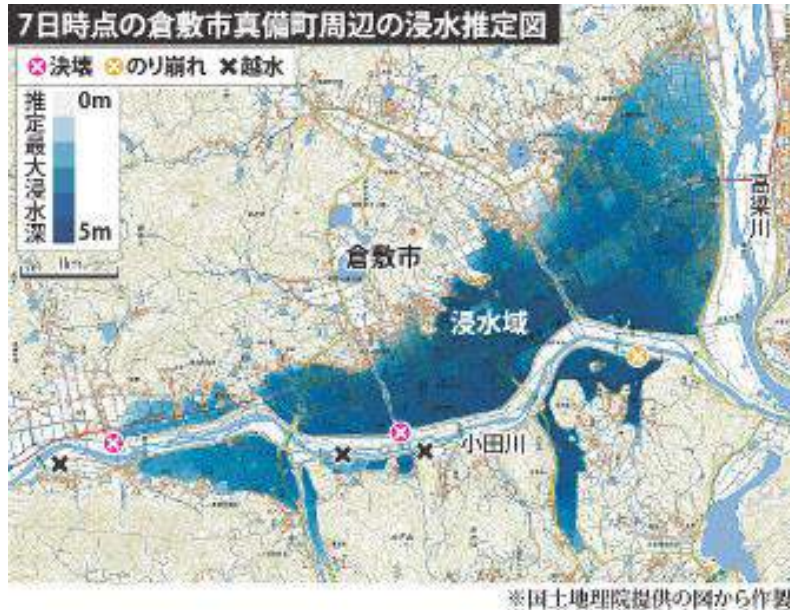 7日時点の倉敷市真備町周辺の浸水推定図
決壊 のり崩れ 越水
推定最大浸水深
0m
5m
1km
高梁川
倉敷市
浸水域
小田川
※国土地理院提供の図から作製